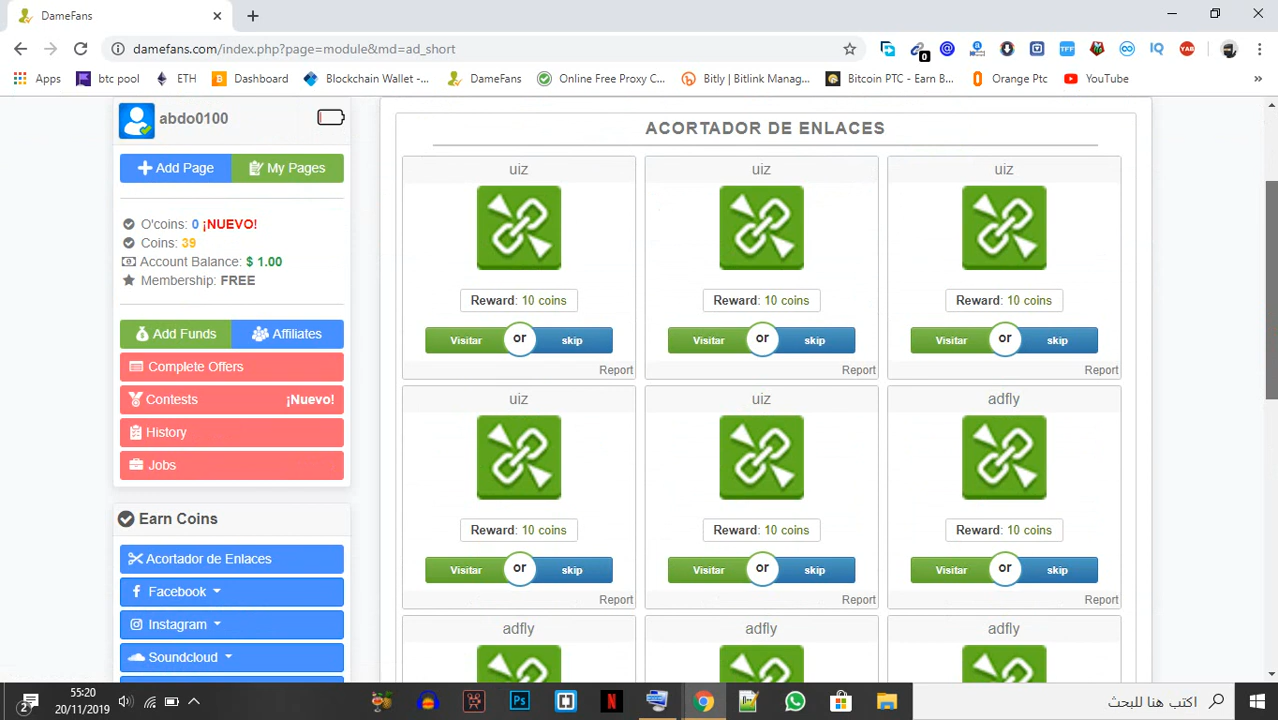 DameFans
damefans.com/index.php?page=module&md=ad_short
0
TFF
IQ
YAB
Apps
btc pool
ETH
Dashboard
Blockchain Wallet -...
DameFans
Online Free Proxy C...
Bitly | Bitlink Manag...
Bitcoin PTC - Earn B...
Orange Ptc
YouTube
»
abdo0100
Add Page
My Pages
O'coins: 0 ¡NUEVO!
Coins: 39
Account Balance: $ 1.00
Membership: FREE
Add Funds
Affiliates
Complete Offers
Contests ¡Nuevo!
History
Jobs
Earn Coins
Acortador de Enlaces
Facebook
Instagram
Soundcloud
ACORTADOR DE ENLACES
uiz
uiz
uiz
Reward: 10 coins
Reward: 10 coins
Reward: 10 coins
Visitar or skip
Visitar or skip
Visitar or skip
Report
Report
Report
uiz
uiz
adfly
Reward: 10 coins
Reward: 10 coins
Reward: 10 coins
Visitar or skip
Visitar or skip
Visitar or skip
Report
Report
Report
adfly
adfly
adfly
2
55:20
20/11/2019
Ps
N
اكتب هنا للبحث